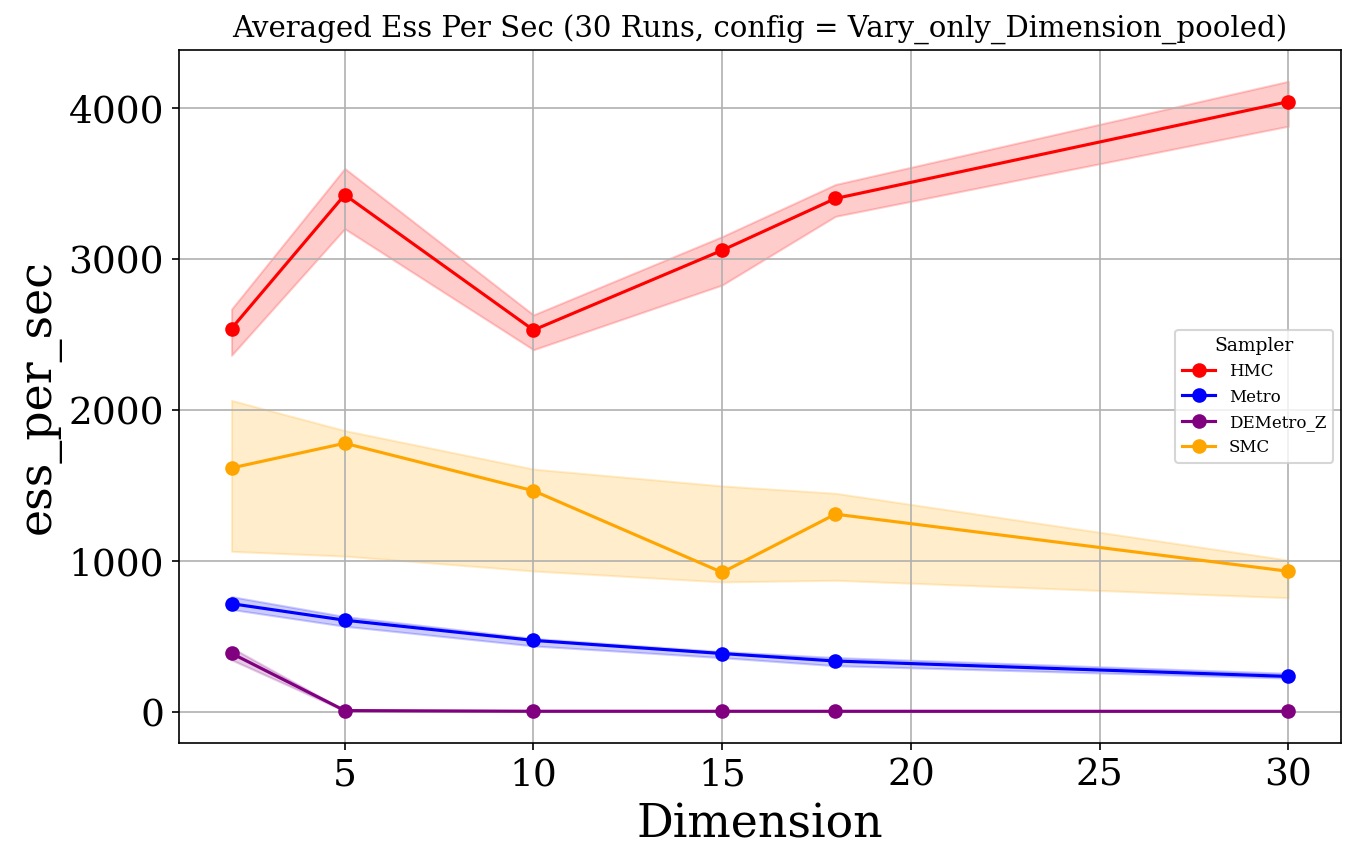 Averaged Ess Per Sec (30 Runs, config = Vary_only_Dimension_pooled)
ess_per_sec
4000
3000
2000
1000
0
Sampler
HMC
Metro
DEMetro_Z
SMC
5 10 15 20 25 30
Dimension